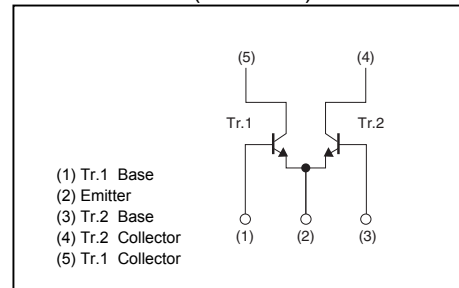 (5) (4)
Tr.1 Tr.2
(1) Tr.1 Base
(2) Emitter
(3) Tr.2 Base
(4) Tr.2 Collector
(5) Tr.1 Collector
(1) (2) (3)